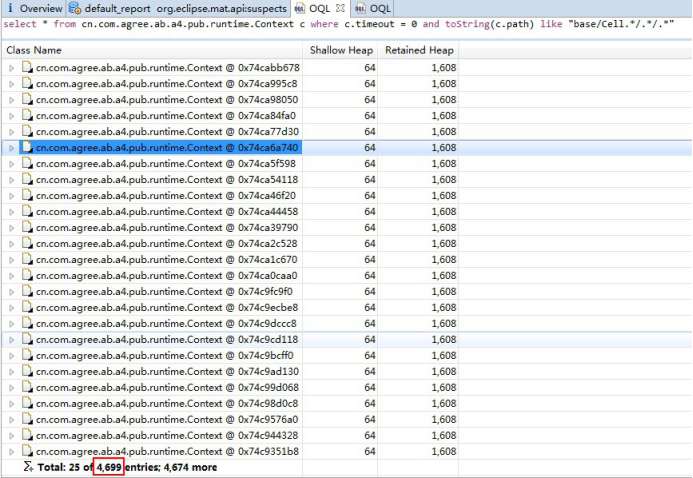 i Overview default_report org.eclipse.mat.api:suspects OQL OQL
select * from cn.com.agree.ab.a4.pub.runtime.Context c where c.timeout = 0 and toString(c.path) like "base/Cell.*/.*/.*"
Class Name Shallow Heap Retained Heap
cn.com.agree.ab.a4.pub.runtime.Context @ 0x74cabb678 64 1,608
cn.com.agree.ab.a4.pub.runtime.Context @ 0x74ca995c8 64 1,608
cn.com.agree.ab.a4.pub.runtime.Context @ 0x74ca98050 64 1,608
cn.com.agree.ab.a4.pub.runtime.Context @ 0x74ca84fa0 64 1,608
cn.com.agree.ab.a4.pub.runtime.Context @ 0x74ca77d30 64 1,608
cn.com.agree.ab.a4.pub.runtime.Context @ 0x74ca6a740 64 1,608
cn.com.agree.ab.a4.pub.runtime.Context @ 0x74ca5f598 64 1,608
cn.com.agree.ab.a4.pub.runtime.Context @ 0x74ca54118 64 1,608
cn.com.agree.ab.a4.pub.runtime.Context @ 0x74ca46f20 64 1,608
cn.com.agree.ab.a4.pub.runtime.Context @ 0x74ca44458 64 1,608
cn.com.agree.ab.a4.pub.runtime.Context @ 0x74ca39790 64 1,608
cn.com.agree.ab.a4.pub.runtime.Context @ 0x74ca2c528 64 1,608
cn.com.agree.ab.a4.pub.runtime.Context @ 0x74ca1c670 64 1,608
cn.com.agree.ab.a4.pub.runtime.Context @ 0x74ca0caa0 64 1,608
cn.com.agree.ab.a4.pub.runtime.Context @ 0x74c9fc9f0 64 1,608
cn.com.agree.ab.a4.pub.runtime.Context @ 0x74c9ecbe8 64 1,608
cn.com.agree.ab.a4.pub.runtime.Context @ 0x74c9dccc8 64 1,608
cn.com.agree.ab.a4.pub.runtime.Context @ 0x74c9cd118 64 1,608
cn.com.agree.ab.a4.pub.runtime.Context @ 0x74c9bcff0 64 1,608
cn.com.agree.ab.a4.pub.runtime.Context @ 0x74c9ad130 64 1,608
cn.com.agree.ab.a4.pub.runtime.Context @ 0x74c99d068 64 1,608
cn.com.agree.ab.a4.pub.runtime.Context @ 0x74c98d0c8 64 1,608
cn.com.agree.ab.a4.pub.runtime.Context @ 0x74c9576a0 64 1,608
cn.com.agree.ab.a4.pub.runtime.Context @ 0x74c944328 64 1,608
cn.com.agree.ab.a4.pub.runtime.Context @ 0x74c9351b8 64 1,608
Total: 25 of 4,699 entries; 4,674 more